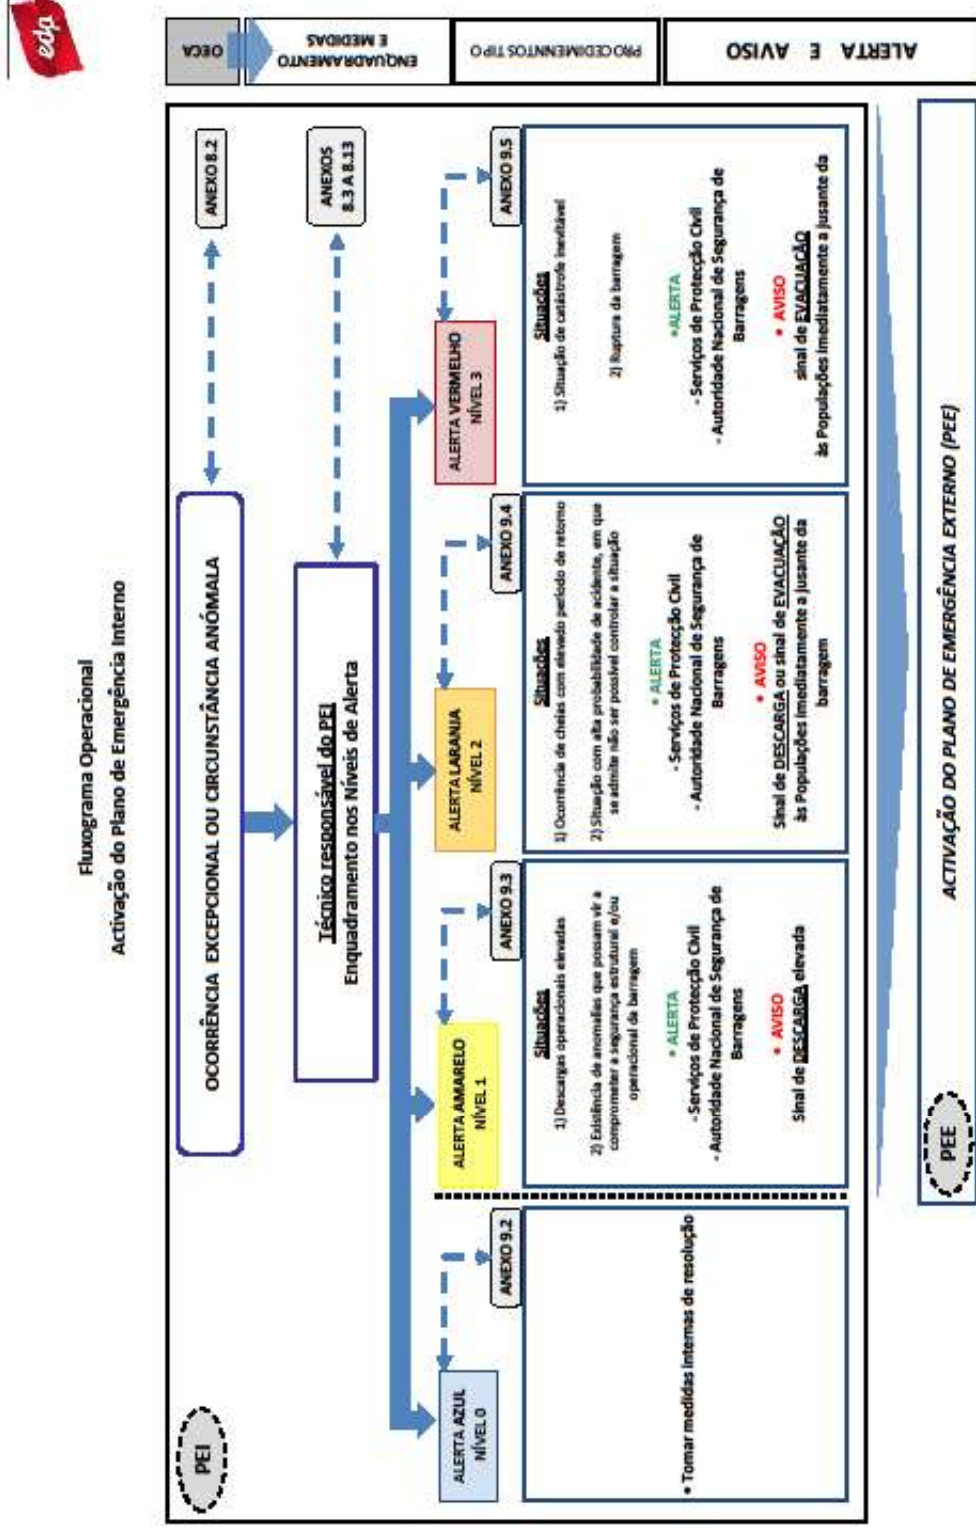 edp
Fluxograma Operacional
Activação do Plano de Emergência Interno
PEI
OCORRÊNCIA EXCEPCIONAL OU CIRCUNSTÂNCIA ANÓMALA
ANEXO 8.2
OECA
Técnico responsável do PEI
Enquadramento nos Níveis de Alerta
ANEXOS
8.3 A 8.13
ENQUADRAMENTO
E MEDIDAS
ALERTA AZUL
NÍVEL 0
ANEXO 9.2
ALERTA AMARELO
NÍVEL 1
ANEXO 9.3
ALERTA LARANJA
NÍVEL 2
ANEXO 9.4
ALERTA VERMELHO
NÍVEL 3
ANEXO 9.5
PROCEDIMENNTOS TIPO
• Tomar medidas internas de resolução
Situações
1) Descargas operacionais elevadas
2) Existência de anomalias que possam vir a
comprometer a segurança estrutural e/ou
operacional da barragem
• ALERTA
- Serviços de Protecção Civil
- Autoridade Nacional de Segurança de
Barragens
• AVISO
Sinal de DESCARGA elevada
Situações
1) Ocorrência de cheias com elevado período de retorno
2) Situação com alta probabilidade de acidente, em que
se admite não ser possível controlar a situação
• ALERTA
- Serviços de Protecção Civil
- Autoridade Nacional de Segurança de
Barragens
• AVISO
Sinal de DESCARGA ou sinal de EVACUAÇÃO
às Populações imediatamente a jusante da
barragem
Situações
1) Situação de catástrofe inevitável
2) Ruptura da barragem
•ALERTA
- Serviços de Protecção Civil
- Autoridade Nacional de Segurança de
Barragens
• AVISO
sinal de EVACUAÇÃO
às Populações imediatamente a jusante da
ALERTA E AVISO
PEE
ACTIVAÇÃO DO PLANO DE EMERGÊNCIA EXTERNO (PEE)